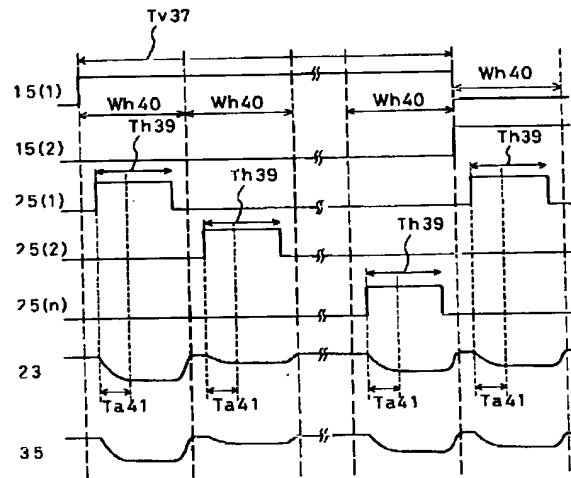 Tv37
15(1)
Wh40 Wh40 Wh40 Wh40
15(2)
Th39 Th39
25(1)
Th39
25(2)
Th39
25(n)
23
Ta41 Ta41 Ta41 Ta41
35